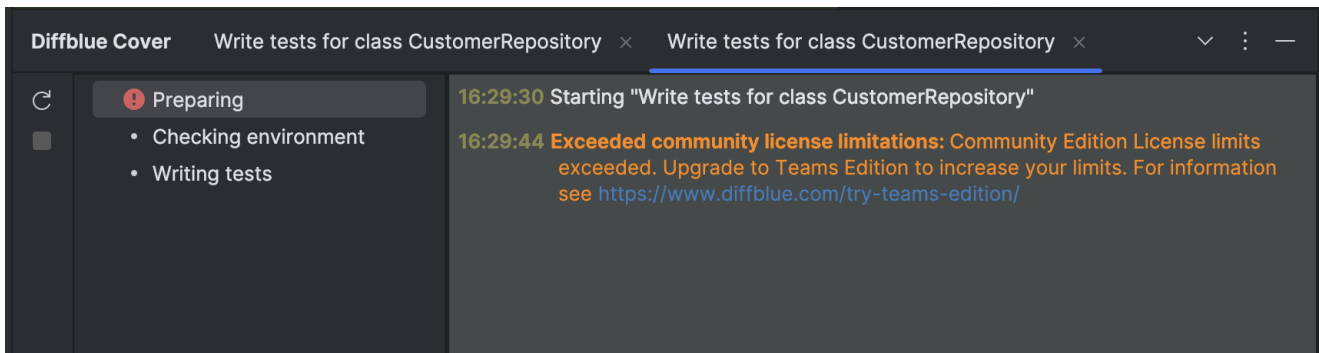 Diffblue Cover Write tests for class CustomerRepository × Write tests for class CustomerRepository ×
Preparing
• Checking environment
• Writing tests
16:29:30 Starting "Write tests for class CustomerRepository"
16:29:44 Exceeded community license limitations: Community Edition License limits
exceeded. Upgrade to Teams Edition to increase your limits. For information
see https://www.diffblue.com/try-teams-edition/